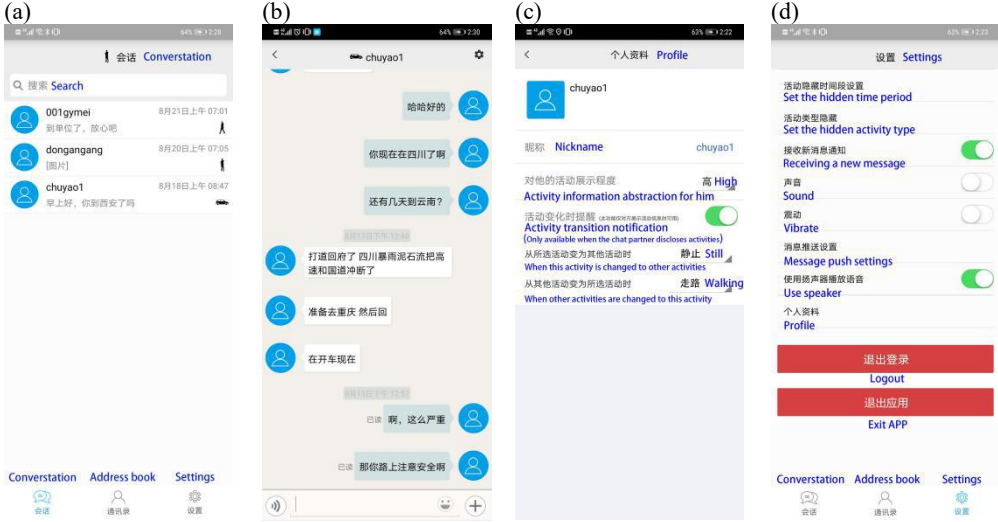 (a)
64% 2:28
会话 Converstation
搜索 Search
001gymei
8月21日上午 07:01
到单位了，放心吧
dongangang
8月20日上午 07:05
[图片]
chuyao1
8月18日上午 08:47
早上好，你到西安了吗
Converstation Address book Settings
会话 通讯录 设置
(b)
64% 2:30
chuyao1
哈哈好的
你现在在四川了啊
还有几天到云南？
打道回府了 四川暴雨泥石流把高
速和国道冲断了
准备去重庆 然后回
在开车现在
已读 啊，这么严重
已读 那你路上注意安全啊
(c)
63% 2:22
个人资料 Profile
chuyao1
昵称 Nickname chuyao1
对他的活动展示程度 高 High
Activity information abstraction for him
活动变化时提醒
Activity transition notification
(Only available when the chat partner discloses activities)
从所选活动变为其他活动时 静止 Still
When this activity is changed to other activities
从其他活动变为所选活动时 走路 Walking
When other activities are changed to this activity
(d)
63% 2:23
设置 Settings
活动隐藏时间段设置
Set the hidden time period
活动类型隐藏
Set the hidden activity type
接收新消息通知
Receiving a new message
声音
Sound
震动
Vibrate
消息推送设置
Message push settings
使用扬声器播放语音
Use speaker
个人资料
Profile
退出登录
Logout
退出应用
Exit APP
Converstation Address book Settings
会话 通讯录 设置